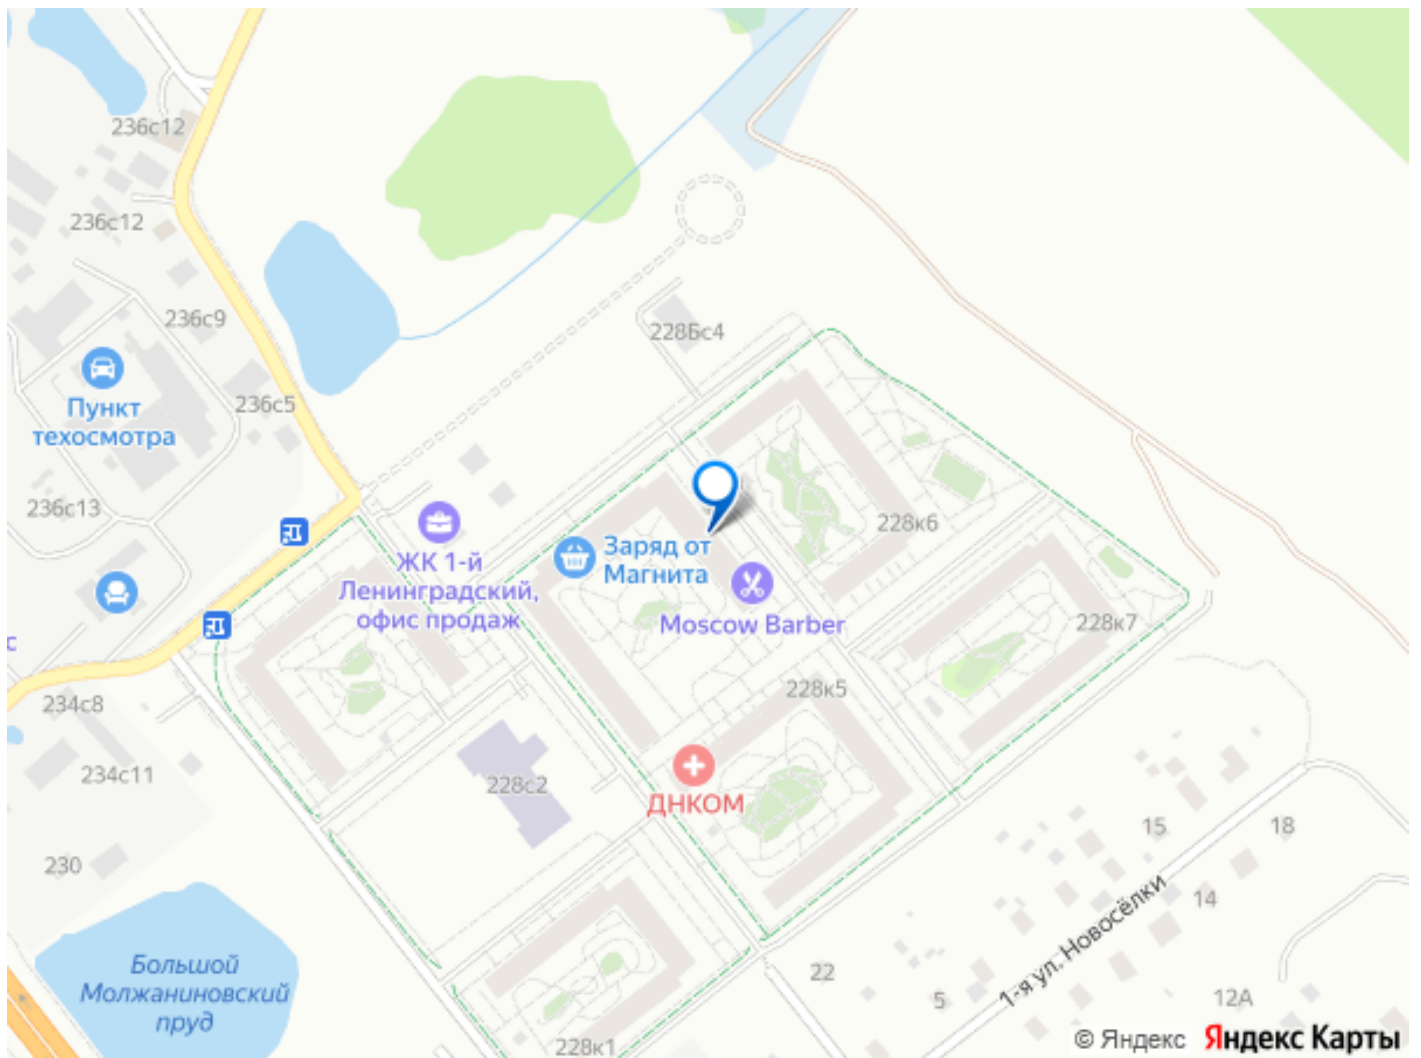 236с12
236с12
236с9
228Бс4
Пункт
техосмотра
236с5
236с13
228к6
ЖК 1-й
Ленинградский,
офис продаж
Заряд от
Магнита
Moscow Barber
228к7
с
234с8
228к5
234с11
228с2
ДНКОМ
230
15
18
14
1-я ул. Новосёлки
Большой
Молжаниновский
пруд
22
5
12А
228к1
© Яндекс Яндекс Карты